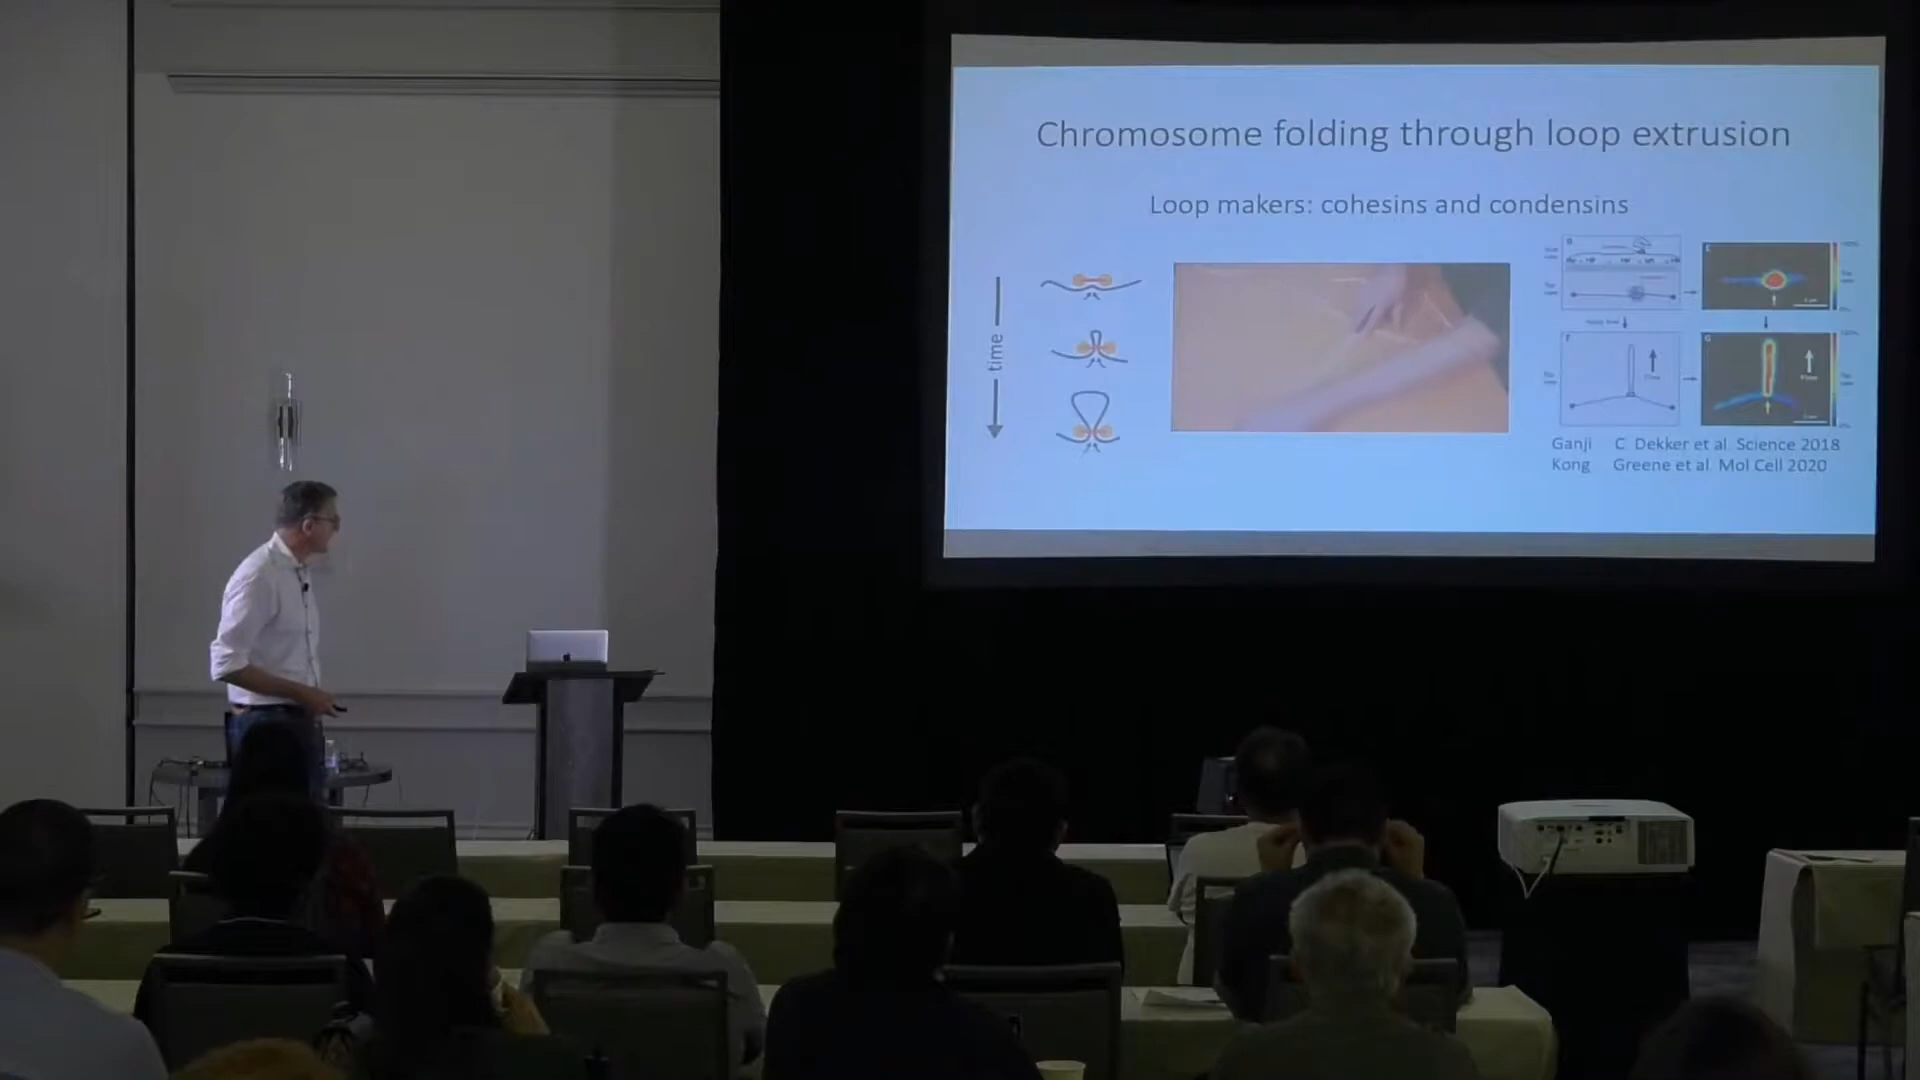 Chromosome folding through loop extrusion
Loop makers: cohesins and condensins
time
Ganji C. Dekker et al Science 2018
Kong Greene et al Mol Cell 2020